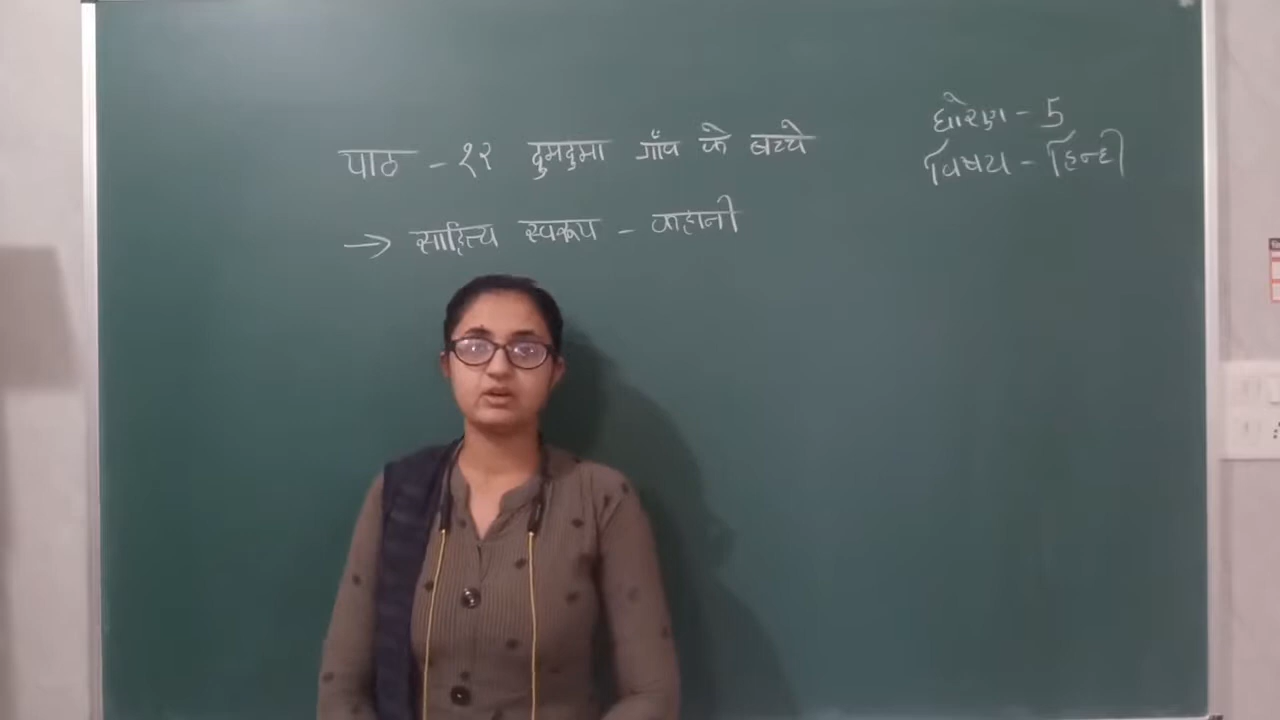 पाठ - १२ दुमदुमा गाँव के बच्चे
→ साहित्य स्वरूप - कहानी
धोरण - 5
विषय - हिन्दी